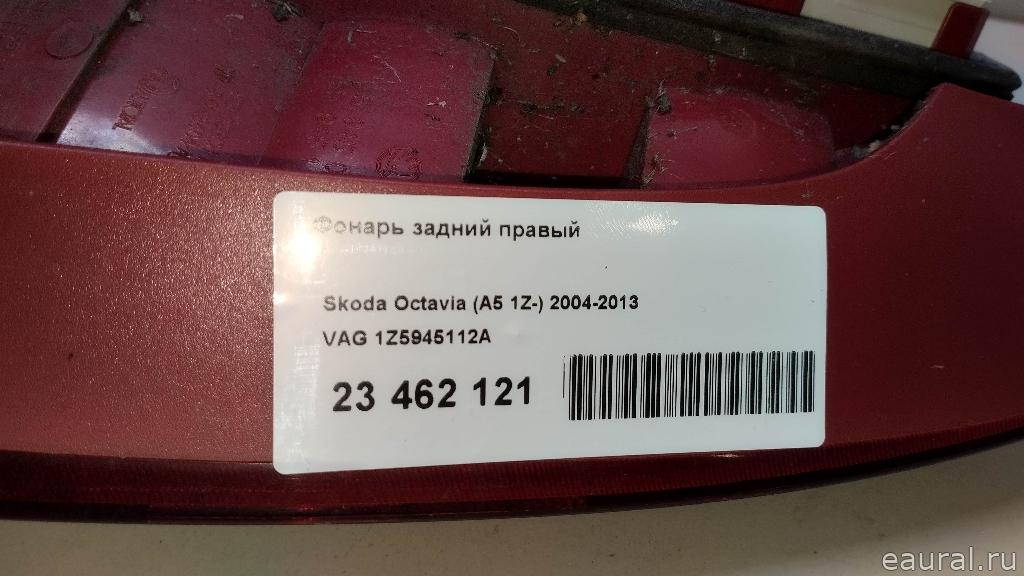 Фонарь задний правый
Skoda Octavia (A5 1Z-) 2004-2013
VAG 1Z5945112A
23 462 121
eaural.ru